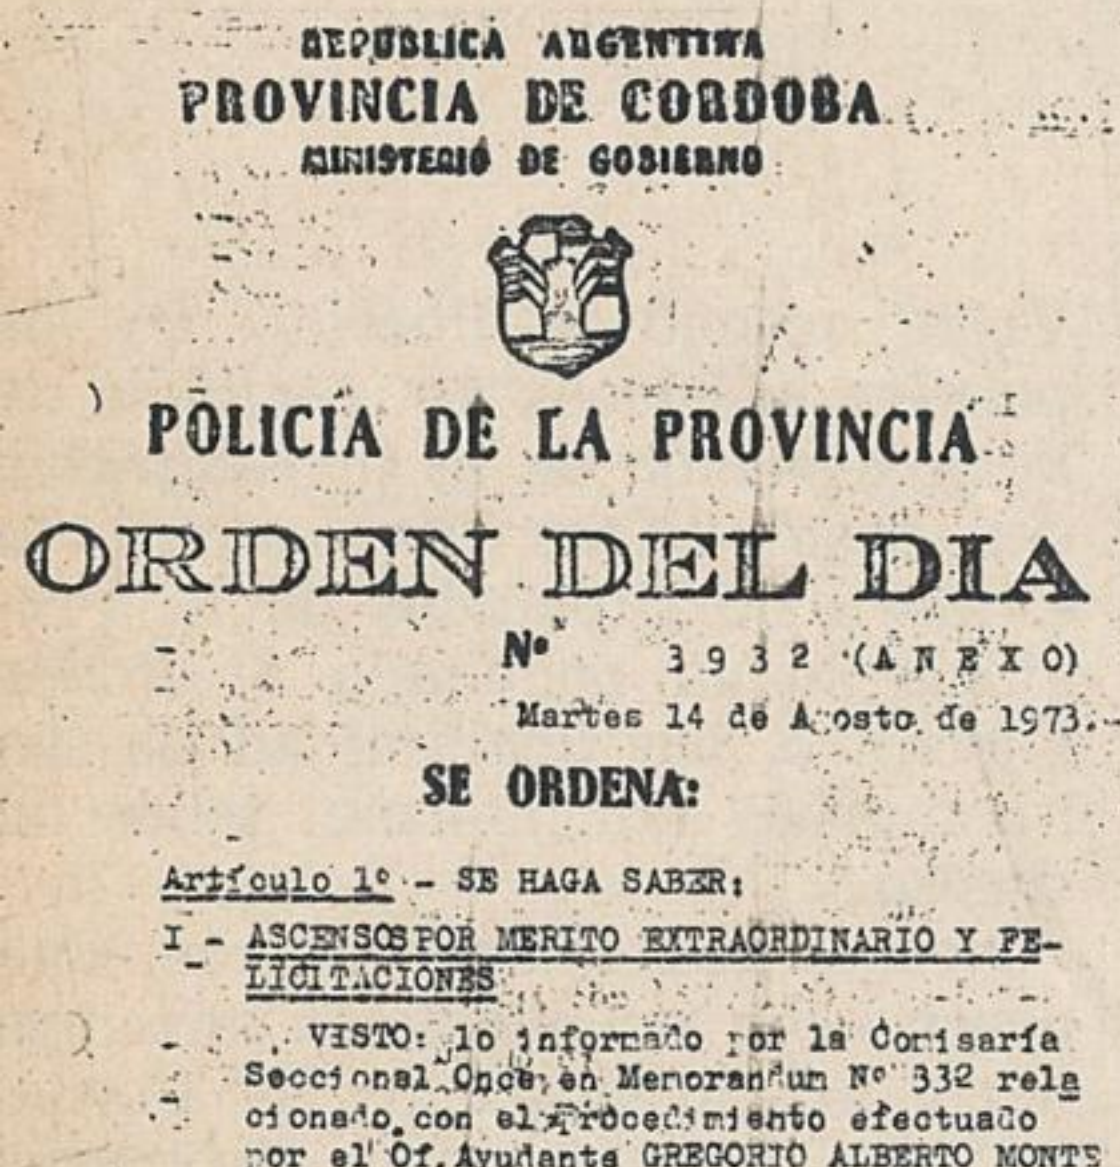 REPUBLICA ARGENTINA
PROVINCIA DE CORDOBA
MINISTERIO DE GOBIERNO
POLICIA DE LA PROVINCIA
ORDEN DEL DIA
Nº 3932 (ANEXO)
Martes 14 de Agosto de 1973.-
SE ORDENA:
Artículo 1º - SE HAGA SABER:
I - ASCENSOS POR MERITO EXTRAORDINARIO Y FE-
LICITACIONES
VISTO: lo informado por la Comisaría
Seccional Once, en Memorandum Nº 332 rela
cionado con el Procedimiento efectuado
por el Of. Ayudante GREGORIO ALBERTO MONTE